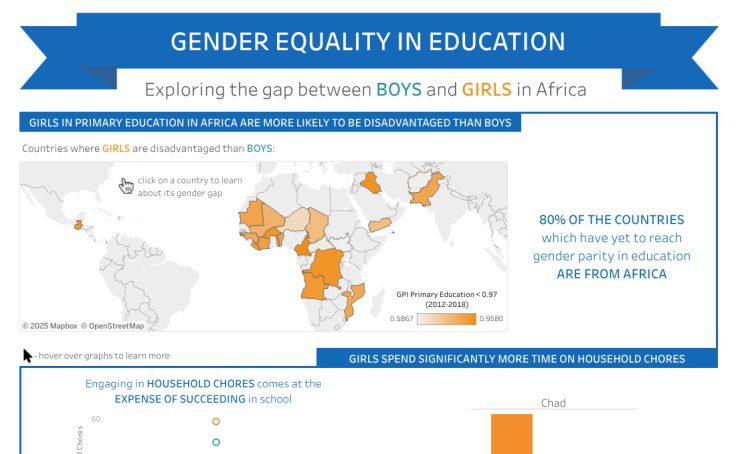 GENDER EQUALITY IN EDUCATION
Exploring the gap between BOYS and GIRLS in Africa
GIRLS IN PRIMARY EDUCATION IN AFRICA ARE MORE LIKELY TO BE DISADVANTAGED THAN BOYS
Countries where GIRLS are disadvantaged than BOYS:
click on a country to learn
about its gender gap
80% OF THE COUNTRIES
which have yet to reach
gender parity in education
ARE FROM AFRICA
GPI Primary Education < 0.97
(2012-2018)
0.5867
0.9580
© 2025 Mapbox © OpenStreetMap
- hover over graphs to learn more
GIRLS SPEND SIGNIFICANTLY MORE TIME ON HOUSEHOLD CHORES
Engaging in HOUSEHOLD CHORES comes at the
EXPENSE OF SUCCEEDING in school
Chad
60
Chores